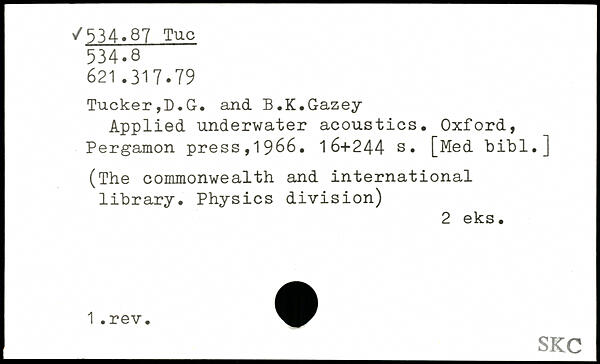 ✓534.87 Tuc
534.8
621.317.79
Tucker,D.G. and B.K.Gazey
Applied underwater acoustics. Oxford,
Pergamon press,1966. 16+244 s. [Med bibl.]
(The commonwealth and international
library. Physics division)
2 eks.
1.rev.
SKC